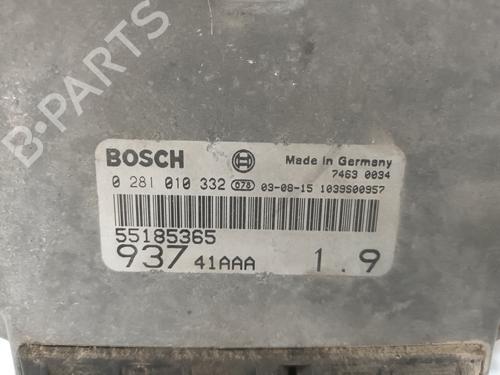 B-PARTS
BOSCH Made in Germany
7463 0034
0 281 010 332 078 03-08-15 1039S00957
55185365
937 41AAA 1.9